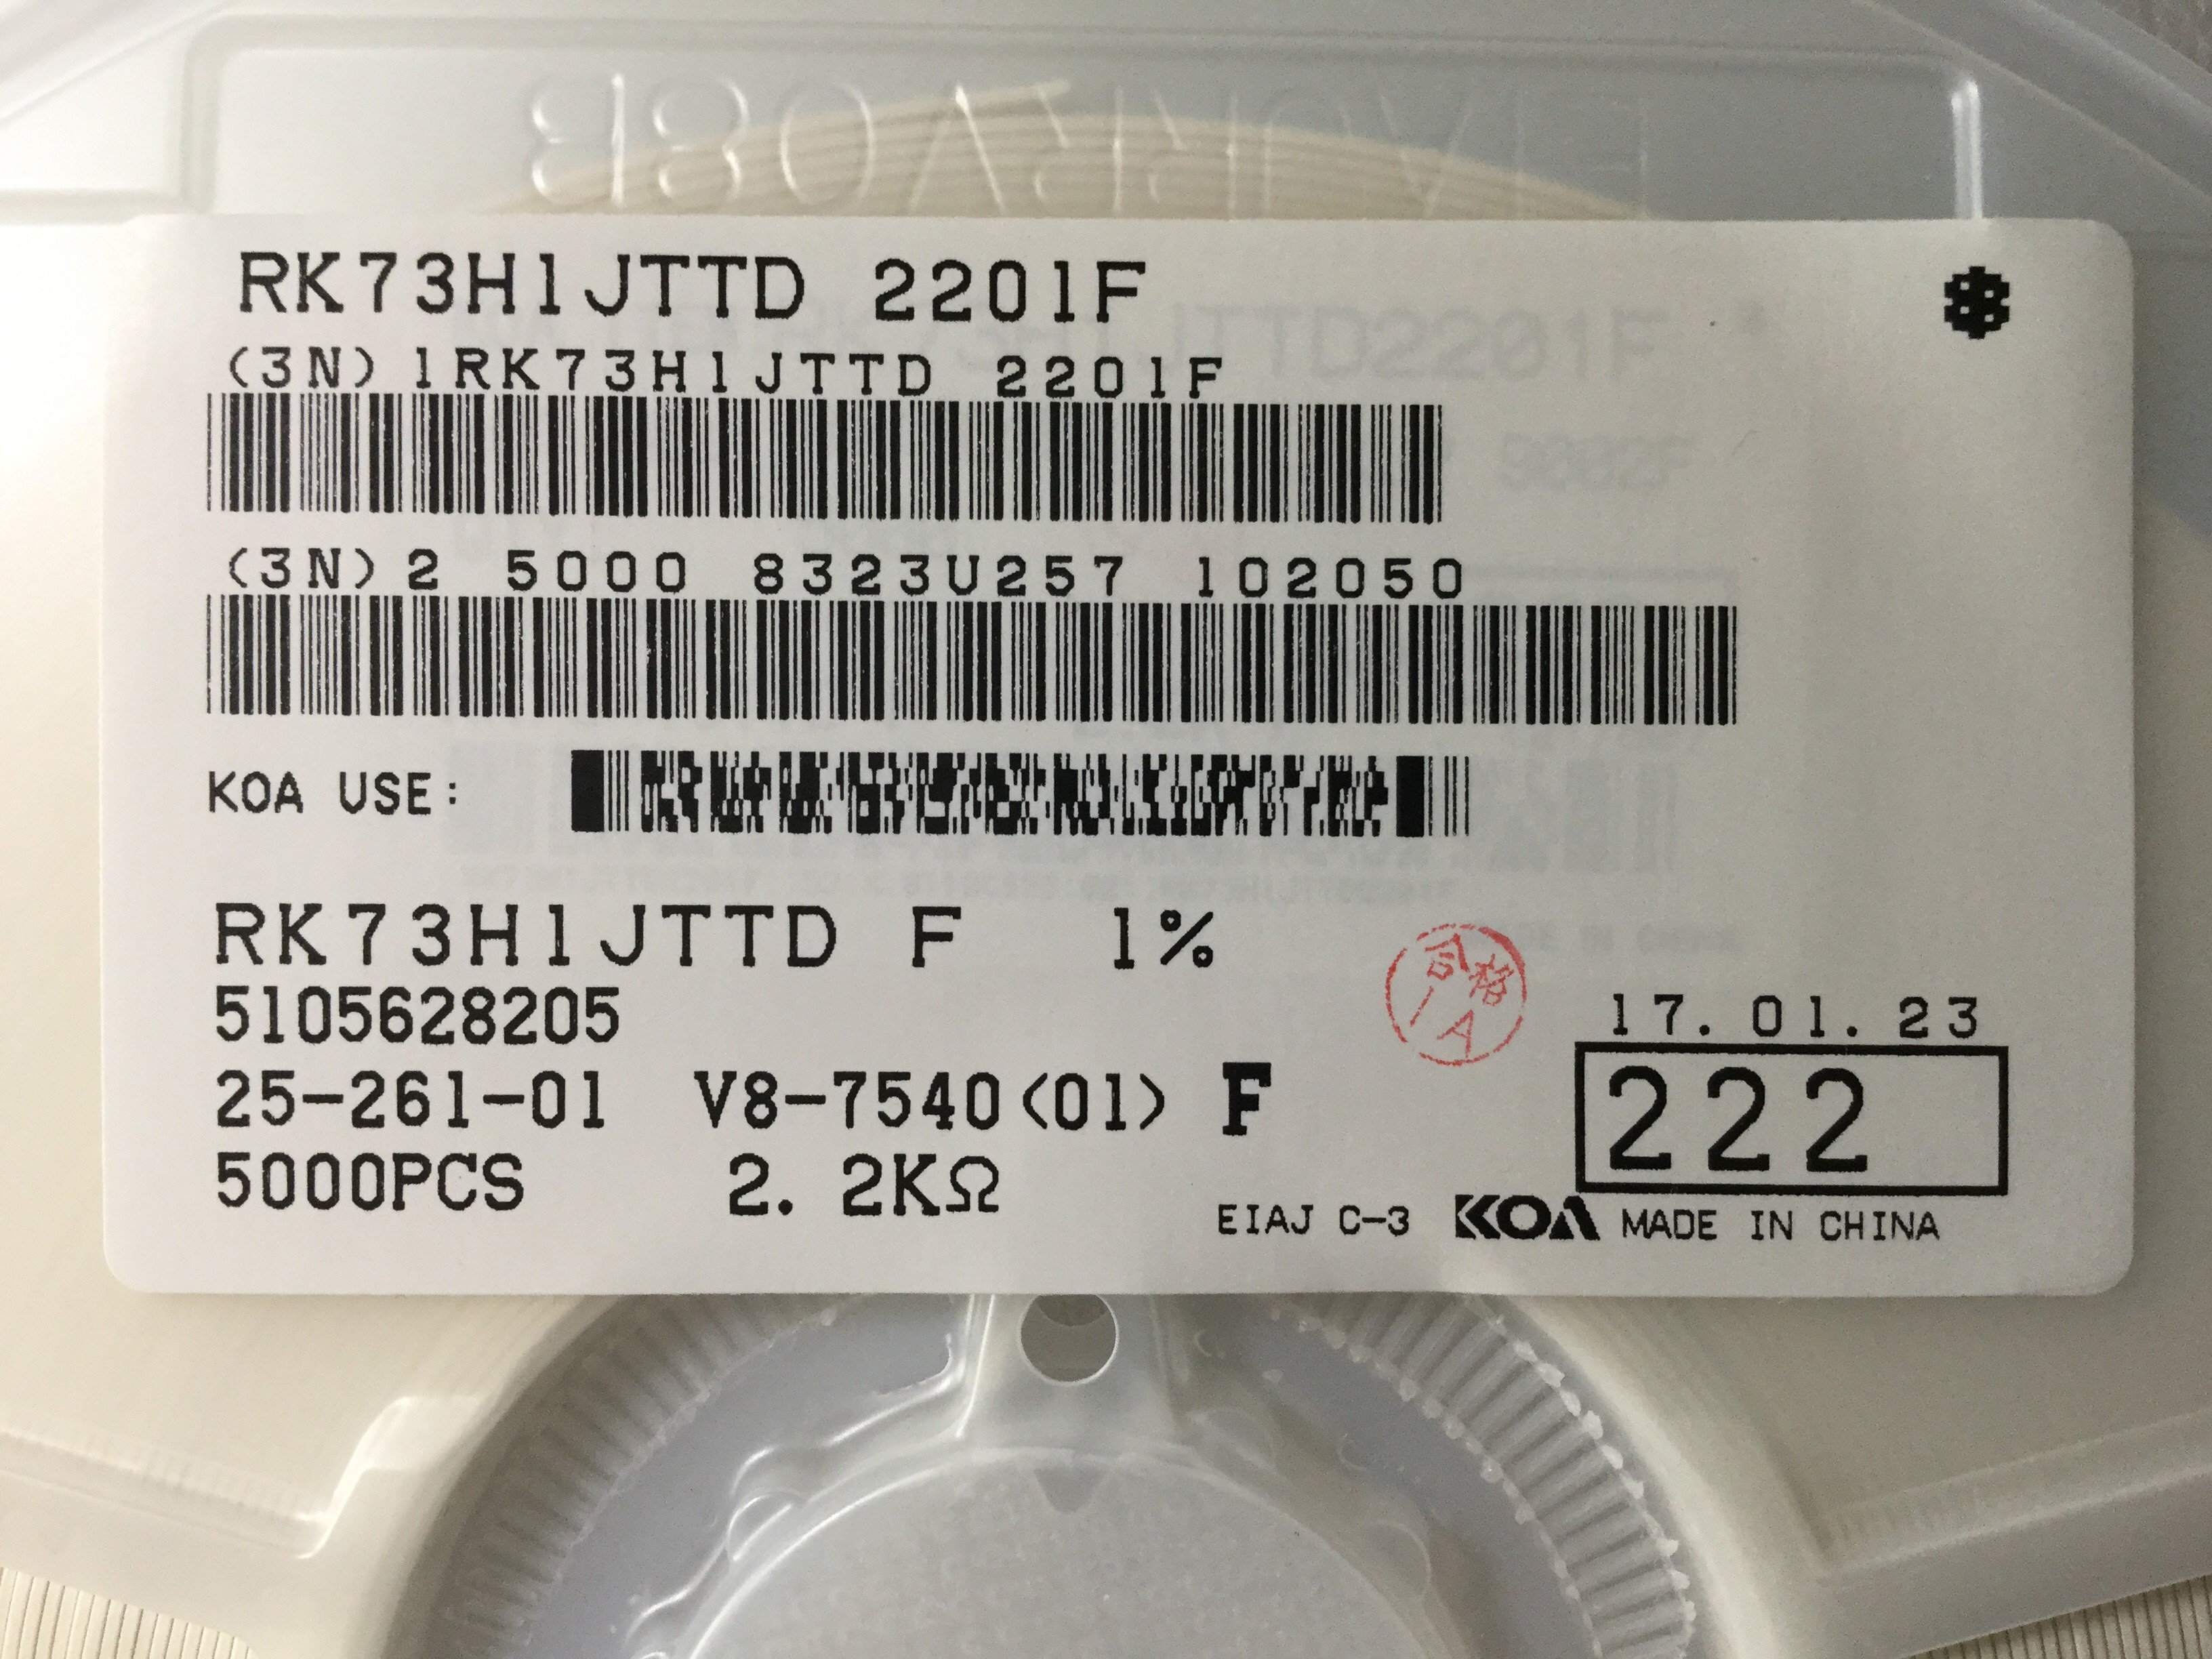 RK73H1JTTD 2201F
(3N) 1RK73H1JTTD 2201F
(3N) 2 5000 8323U257 102050
KOA USE:
RK73H1JTTD F 1%
合格
A
5105628205
17. 01. 23
25-261-01 V8-7540(01) F
222
5000PCS 2. 2KΩ
EIAJ C-3 KOA MADE IN CHINA